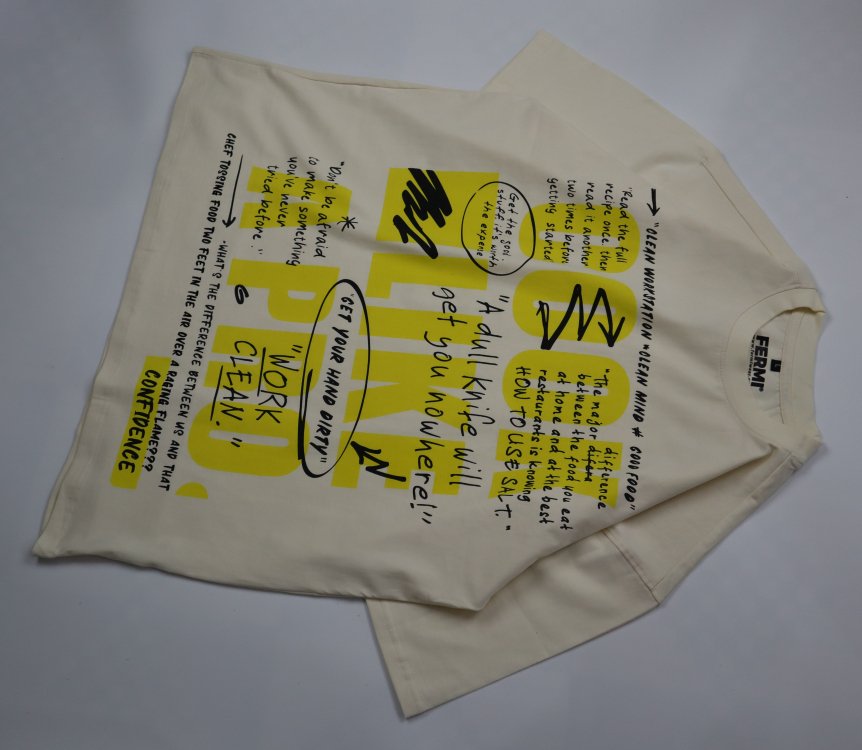 FERMI
"CLEAN WORKSTATION = CLEAN MIND = GOOD FOOD"
COOK
LIKE
A PRO
"Read the full
recipe once, then
read it another
two times before
getting started
difference
"The major
between the food you eat
at home and at the best
restaurants is knowing
HOW TO USE SALT."
Get the good
stuff. it's worth
the expense
"A dull knife will
get you nowhere!"
"GET YOUR HAND DIRTY"
*
"Don't be afraid
to make something
you've never
tried before."
"WORK
CLEAN."
CHEF TOSSING FOOD TWO FEET IN THE AIR OVER A RAGING FLAME???
"WHAT'S THE DIFFERENCE BETWEEN US AND THAT
CONFIDENCE